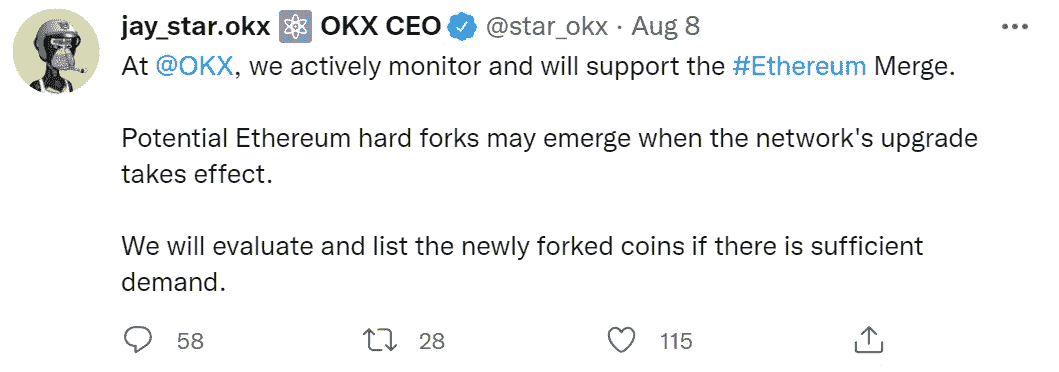 jay_star.okx ⚛️ OKX CEO @star_okx · Aug 8
At @OKX, we actively monitor and will support the #Ethereum Merge.
Potential Ethereum hard forks may emerge when the network's upgrade
takes effect.
We will evaluate and list the newly forked coins if there is sufficient
demand.
58 28 115